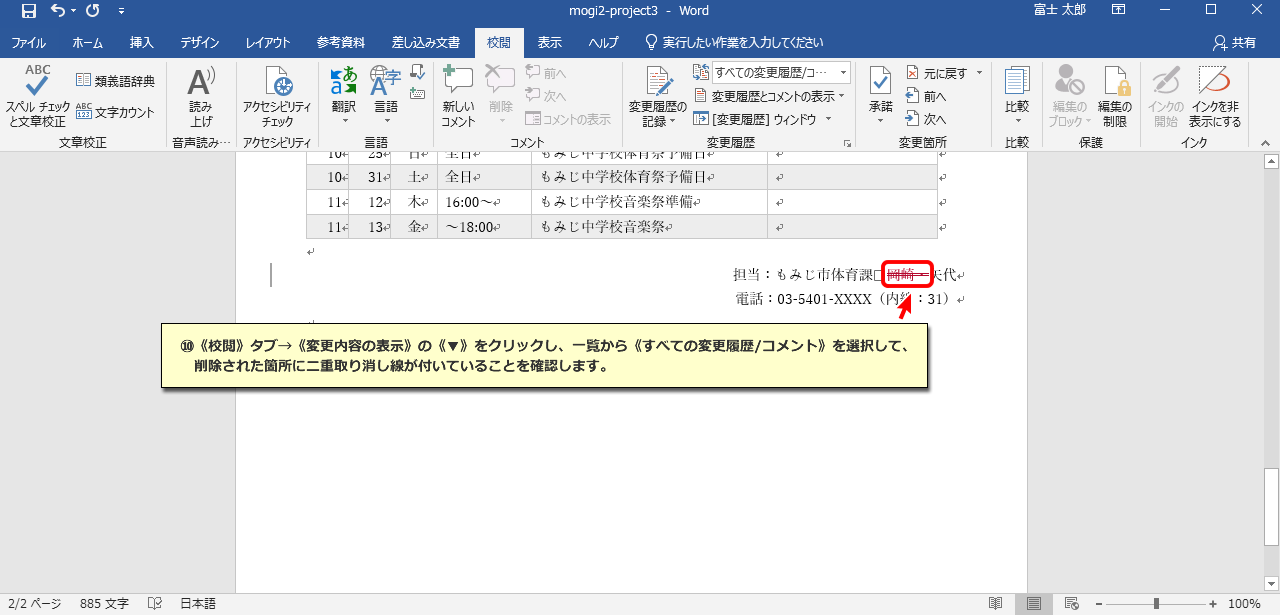 mogi2-project3 - Word
富士 太郎
ファイル ホーム 挿入 デザイン レイアウト 参考資料 差し込み文書 校閲 表示 ヘルプ 実行したい作業を入力してください 共有
ABC
スペル チェック
と文章校正
類義語辞典
ABC
123
文字カウント
文章校正
A
読み
上げ
音声読み…
アクセシビリティ
チェック
アクセシビリティ
あ
a
翻訳
A字
言語
言語
新しい
コメント
削除
前へ
次へ
コメントの表示
コメント
変更履歴の
記録
すべての変更履歴/コ…
変更履歴とコメントの表示
[変更履歴] ウィンドウ
変更履歴
承諾
元に戻す
前へ
次へ
変更箇所
比較
比較
編集の
ブロック
編集の
制限
保護
インクの
開始
インクを非
表示にする
インク
10 25 日 全日 もみじ中学校体育祭予備日
10 31 土 全日 もみじ中学校体育祭予備日
11 12 木 16:00～ もみじ中学校音楽祭準備
11 13 金 ～18:00 もみじ中学校音楽祭
担当：もみじ市体育課□岡崎・矢代
電話：03-5401-XXXX（内線：31）
⑩《校閲》タブ→《変更内容の表示》の《▼》をクリックし、一覧から《すべての変更履歴/コメント》を選択して、
削除された箇所に二重取り消し線が付いていることを確認します。
2/2 ページ 885 文字 日本語 100%